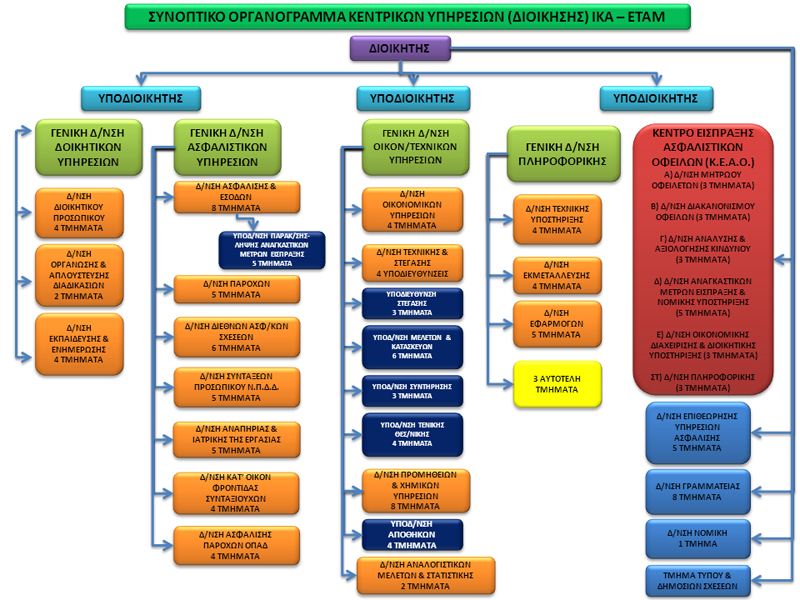 ΣΥΝΟΠΤΙΚΟ ΟΡΓΑΝΟΓΡΑΜΜΑ ΚΕΝΤΡΙΚΩΝ ΥΠΗΡΕΣΙΩΝ (ΔΙΟΙΚΗΣΗΣ) ΙΚΑ – ΕΤΑΜ
ΔΙΟΙΚΗΤΗΣ
ΥΠΟΔΙΟΙΚΗΤΗΣ
ΥΠΟΔΙΟΙΚΗΤΗΣ
ΥΠΟΔΙΟΙΚΗΤΗΣ
ΓΕΝΙΚΗ Δ/ΝΣΗ
ΔΙΟΙΚΗΤΙΚΩΝ
ΥΠΗΡΕΣΙΩΝ
Δ/ΝΣΗ
ΔΙΟΙΚΗΤΙΚΟΥ
ΠΡΟΣΩΠΙΚΟΥ
4 ΤΜΗΜΑΤΑ
Δ/ΝΣΗ
ΟΡΓΑΝΩΣΗΣ &
ΑΠΛΟΥΣΤΕΥΣΗΣ
ΔΙΑΔΙΚΑΣΙΩΝ
2 ΤΜΗΜΑΤΑ
Δ/ΝΣΗ
ΕΚΠΑΙΔΕΥΣΗΣ &
ΕΝΗΜΕΡΩΣΗΣ
4 ΤΜΗΜΑΤΑ
ΓΕΝΙΚΗ Δ/ΝΣΗ
ΑΣΦΑΛΙΣΤΙΚΩΝ
ΥΠΗΡΕΣΙΩΝ
Δ/ΝΣΗ ΑΣΦΑΛΙΣΗΣ &
ΕΣΟΔΩΝ
8 ΤΜΗΜΑΤΑ
ΥΠΟΔ/ΝΣΗ ΠΑΡΑΚ/ΣΗΣ-
ΛΗΨΗΣ ΑΝΑΓΚΑΣΤΙΚΩΝ
ΜΕΤΡΩΝ ΕΙΣΠΡΑΞΗΣ
5 ΤΜΗΜΑΤΑ
Δ/ΝΣΗ ΠΑΡΟΧΩΝ
5 ΤΜΗΜΑΤΑ
Δ/ΝΣΗ ΔΙΕΘΝΩΝ ΑΣΦ/ΚΩΝ
ΣΧΕΣΕΩΝ
6 ΤΜΗΜΑΤΑ
Δ/ΝΣΗ ΣΥΝΤΑΞΩΝ
ΠΡΟΣΩΠΙΚΟΥ Ν.Π.Δ.Δ.
5 ΤΜΗΜΑΤΑ
Δ/ΝΣΗ ΑΝΑΠΗΡΙΑΣ &
ΙΑΤΡΙΚΗΣ ΤΗΣ ΕΡΓΑΣΙΑΣ
5 ΤΜΗΜΑΤΑ
Δ/ΝΣΗ ΚΑΤ' ΟΙΚΟΝ
ΦΡΟΝΤΙΔΑΣ
ΣΥΝΤΑΞΙΟΥΧΩΝ
4 ΤΜΗΜΑΤΑ
Δ/ΝΣΗ ΑΣΦΑΛΙΣΗΣ
ΠΑΡΟΧΩΝ ΟΠΑΔ
4 ΤΜΗΜΑΤΑ
ΓΕΝΙΚΗ Δ/ΝΣΗ
ΟΙΚΟΝ/ΤΕΧΝΙΚΩΝ
ΥΠΗΡΕΣΙΩΝ
Δ/ΝΣΗ
ΟΙΚΟΝΟΜΙΚΩΝ
ΥΠΗΡΕΣΙΩΝ
4 ΤΜΗΜΑΤΑ
Δ/ΝΣΗ ΤΕΧΝΙΚΗΣ &
ΣΤΕΓΑΣΗΣ
4 ΥΠΟΔΙΕΥΘΥΝΣΕΙΣ
ΥΠΟΔΙΕΥΘΥΝΣΗ
ΣΤΕΓΑΣΗΣ
3 ΤΜΗΜΑΤΑ
ΥΠΟΔ/ΝΣΗ ΜΕΛΕΤΩΝ &
ΚΑΤΑΣΚΕΥΩΝ
6 ΤΜΗΜΑΤΑ
ΥΠΟΔ/ΝΣΗ ΣΥΝΤΗΡΗΣΗΣ
3 ΤΜΗΜΑΤΑ
ΥΠΟΔ/ΝΣΗ ΤΕΝΙΚΗΣ
ΘΕΣ/ΝΙΚΗΣ
4 ΤΜΗΜΑΤΑ
Δ/ΝΣΗ ΠΡΟΜΗΘΕΙΩΝ
& ΧΗΜΙΚΩΝ
ΥΠΗΡΕΣΙΩΝ
8 ΤΜΗΜΑΤΑ
ΥΠΟΔ/ΝΣΗ
ΑΠΟΘΗΚΩΝ
4 ΤΜΗΜΑΤΑ
Δ/ΝΣΗ ΑΝΑΛΟΓΙΣΤΙΚΩΝ
ΜΕΛΕΤΩΝ & ΣΤΑΤΙΣΤΙΚΗΣ
2 ΤΜΗΜΑΤΑ
ΓΕΝΙΚΗ Δ/ΝΣΗ
ΠΛΗΡΟΦΟΡΙΚΗΣ
Δ/ΝΣΗ ΤΕΧΝΙΚΗΣ
ΥΠΟΣΤΗΡΙΞΗΣ
4 ΤΜΗΜΑΤΑ
Δ/ΝΣΗ
ΕΚΜΕΤΑΛΛΕΥΣΗΣ
4 ΤΜΗΜΑΤΑ
Δ/ΝΣΗ
ΕΦΑΡΜΟΓΩΝ
5 ΤΜΗΜΑΤΑ
3 ΑΥΤΟΤΕΛΗ
ΤΜΗΜΑΤΑ
ΚΕΝΤΡΟ ΕΙΣΠΡΑΞΗΣ
ΑΣΦΑΛΙΣΤΙΚΩΝ
ΟΦΕΙΛΩΝ (Κ.Ε.Α.Ο.)
Α) Δ/ΝΣΗ ΜΗΤΡΩΟΥ
ΟΦΕΙΛΕΤΩΝ (3 ΤΜΗΜΑΤΑ)
Β) Δ/ΝΣΗ ΔΙΑΚΑΝΟΝΙΣΜΟΥ
ΟΦΕΙΛΩΝ (3 ΤΜΗΜΑΤΑ)
Γ) Δ/ΝΣΗ ΑΝΑΛΥΣΗΣ &
ΑΞΙΟΛΟΓΗΣΗΣ ΚΙΝΔΥΝΟΥ
(3 ΤΜΗΜΑΤΑ)
Δ) Δ/ΝΣΗ ΑΝΑΓΚΑΣΤΙΚΩΝ
ΜΕΤΡΩΝ ΕΙΣΠΡΑΞΗΣ &
ΝΟΜΙΚΗΣ ΥΠΟΣΤΗΡΙΞΗΣ
(5 ΤΜΗΜΑΤΑ)
Ε) Δ/ΝΣΗ ΟΙΚΟΝΟΜΙΚΗΣ
ΔΙΑΧΕΙΡΙΣΗΣ & ΔΙΟΙΚΗΤΙΚΗΣ
ΥΠΟΣΤΗΡΙΞΗΣ (3 ΤΜΗΜΑΤΑ)
ΣΤ) Δ/ΝΣΗ ΠΛΗΡΟΦΟΡΙΚΗΣ
(3 ΤΜΗΜΑΤΑ)
Δ/ΝΣΗ ΕΠΙΘΕΩΡΗΣΗΣ
ΥΠΗΡΕΣΙΩΝ
ΑΣΦΑΛΙΣΗΣ
5 ΤΜΗΜΑΤΑ
Δ/ΝΣΗ ΓΡΑΜΜΑΤΕΙΑΣ
8 ΤΜΗΜΑΤΑ
Δ/ΝΣΗ ΝΟΜΙΚΗ
1 ΤΜΗΜΑ
ΤΜΗΜΑ ΤΥΠΟΥ &
ΔΗΜΟΣΙΩΝ ΣΧΕΣΕΩΝ